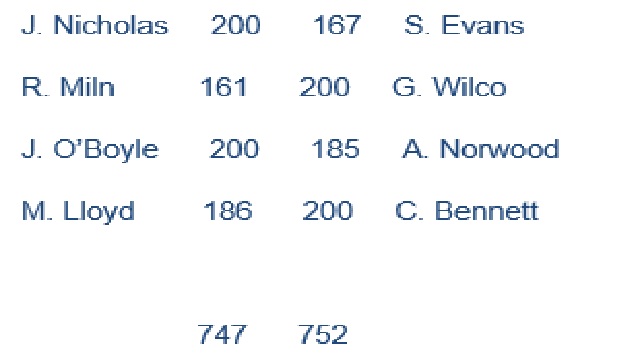 J. Nicholas 200 167 S. Evans
R. Miln 161 200 G. Wilco
J. O’Boyle 200 185 A. Norwood
M. Lloyd 186 200 C. Bennett
747 752